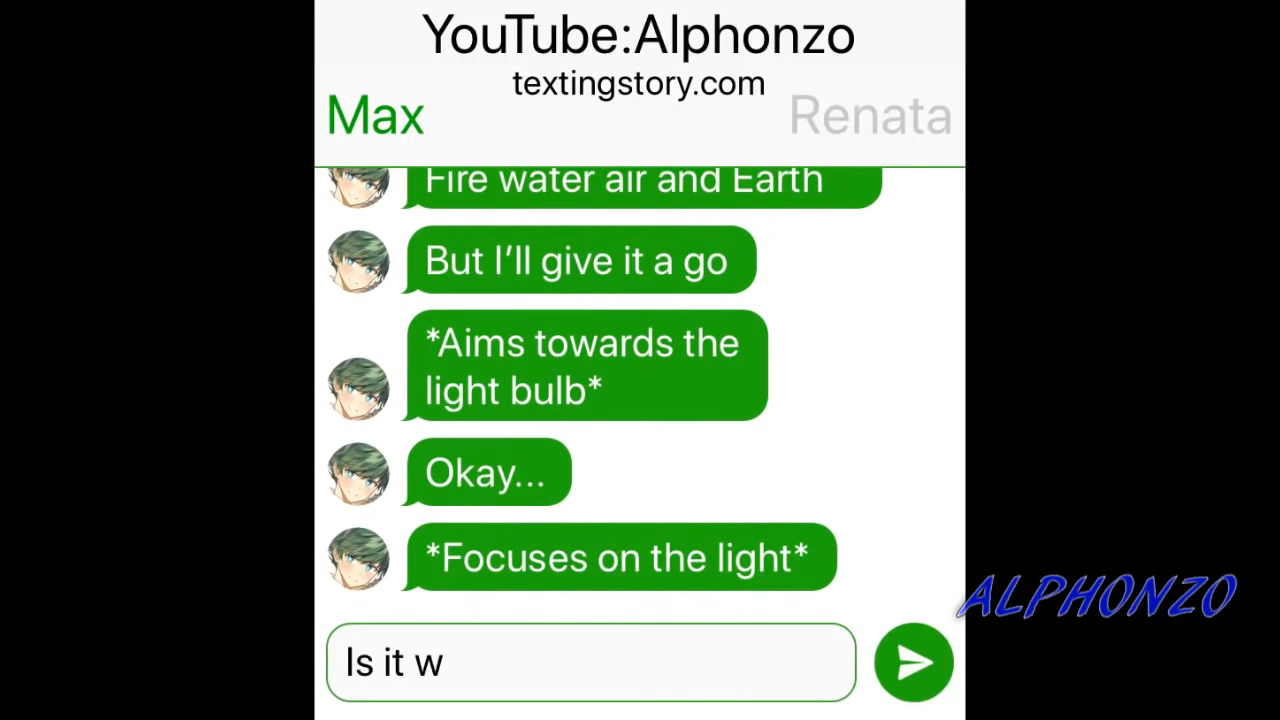 YouTube:Alphonzo
textingstory.com
Max
Renata
Fire water air and Earth
But I’ll give it a go
*Aims towards the
light bulb*
Okay...
*Focuses on the light*
ALPHONZO
Is it w